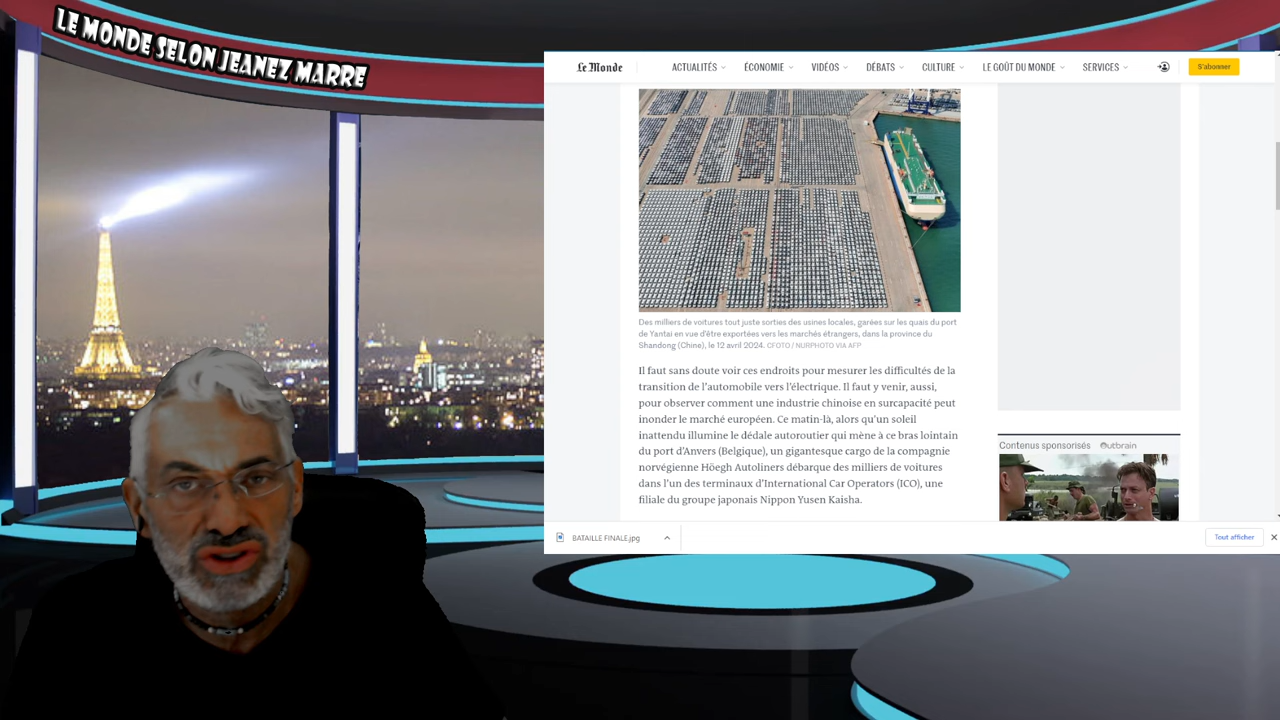 LE MONDE SELON JEANEZ MARRE
Le Monde
ACTUALITÉS
ÉCONOMIE
VIDÉOS
DÉBATS
CULTURE
LE GOÛT DU MONDE
SERVICES
S'abonner
Des milliers de voitures tout juste sorties des usines locales, garées sur les quais du port
de Yantai en vue d'être exportées vers les marchés étrangers, dans la province du
Shandong (Chine), le 12 avril 2024. CFOTO / NURPHOTO VIA AFP
Il faut sans doute voir ces endroits pour mesurer les difficultés de la
transition de l'automobile vers l'électrique. Il faut y venir, aussi,
pour observer comment une industrie chinoise en surcapacité peut
inonder le marché européen. Ce matin-là, alors qu'un soleil
inattendu illumine le dédale autoroutier qui mène à ce bras lointain
du port d'Anvers (Belgique), un gigantesque cargo de la compagnie
norvégienne Höegh Autoliners débarque des milliers de voitures
dans l'un des terminaux d'International Car Operators (ICO), une
filiale du groupe japonais Nippon Yusen Kaisha.
Contenus sponsorisés Outbrain
BATAILLE FINALE.jpg
Tout afficher